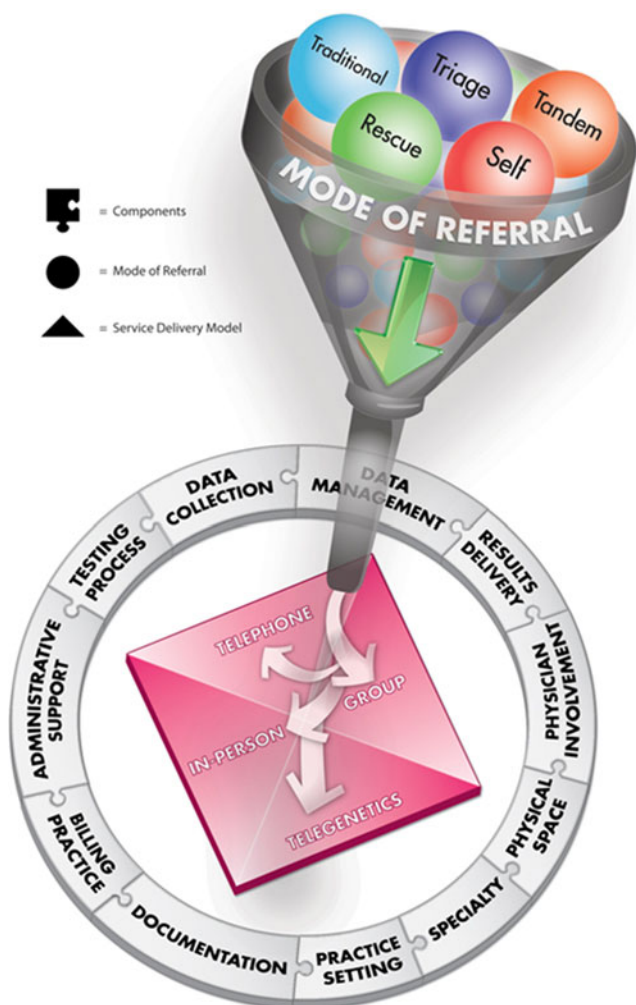 Traditional
Triage
Tandem
Rescue
Self
MODE OF REFERRAL
= Components
= Mode of Referral
= Service Delivery Model
DATA
COLLECTION
DATA
MANAGEMENT
RESULTS
DELIVERY
PHYSICIAN
INVOLVEMENT
PHYSICAL
SPACE
SPECIALTY
PRACTICE
SETTING
DOCUMENTATION
BILLING
PRACTICE
ADMINISTRATIVE
SUPPORT
TESTING
PROCESS
TELEPHONE
GROUP
IN-PERSON
TELEGENETICS